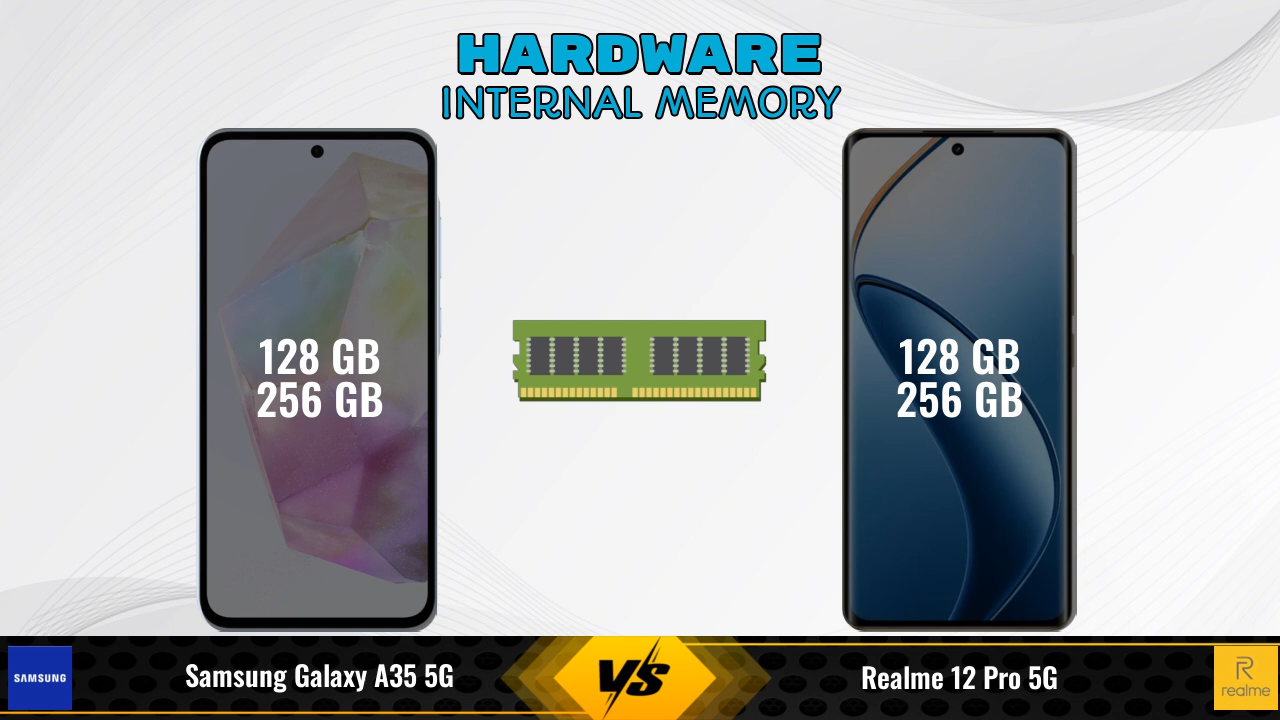 HARDWARE
INTERNAL MEMORY
128 GB
256 GB
128 GB
256 GB
SAMSUNG
Samsung Galaxy A35 5G
VS
Realme 12 Pro 5G
R
realme